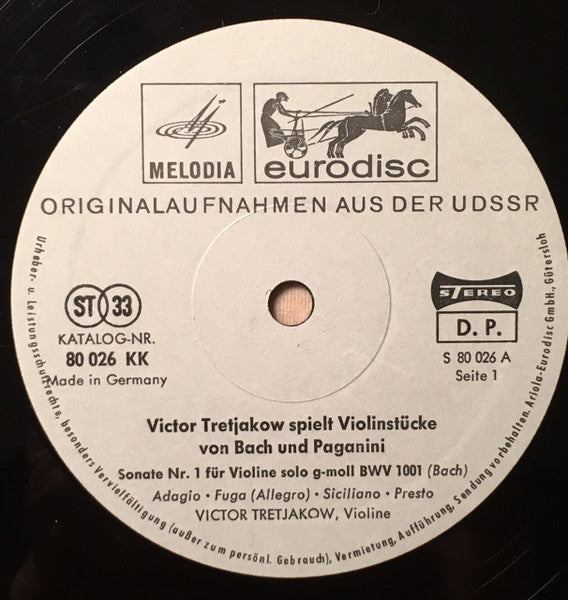 MELODIA
eurodisc
ORIGINALAUFNAHMEN AUS DER UDSSR
ST 33
KATALOG-NR.
80 026 KK
Made in Germany
STEREO
D. P.
S 80 026 A
Seite 1
Victor Tretjakow spielt Violinstücke
von Bach und Paganini
Sonate Nr. 1 für Violine solo g-moll BWV 1001 (Bach)
Adagio · Fuga (Allegro) · Siciliano · Presto
VICTOR TRETJAKOW, Violine
Urheber- u. Leistungsschutzrechte, besonders Vervielfältigung (außer zum persönl. Gebrauch), Vermietung, Aufführung, Sendung vorbehalten. Ariola-Eurodisc GmbH., Gütersloh